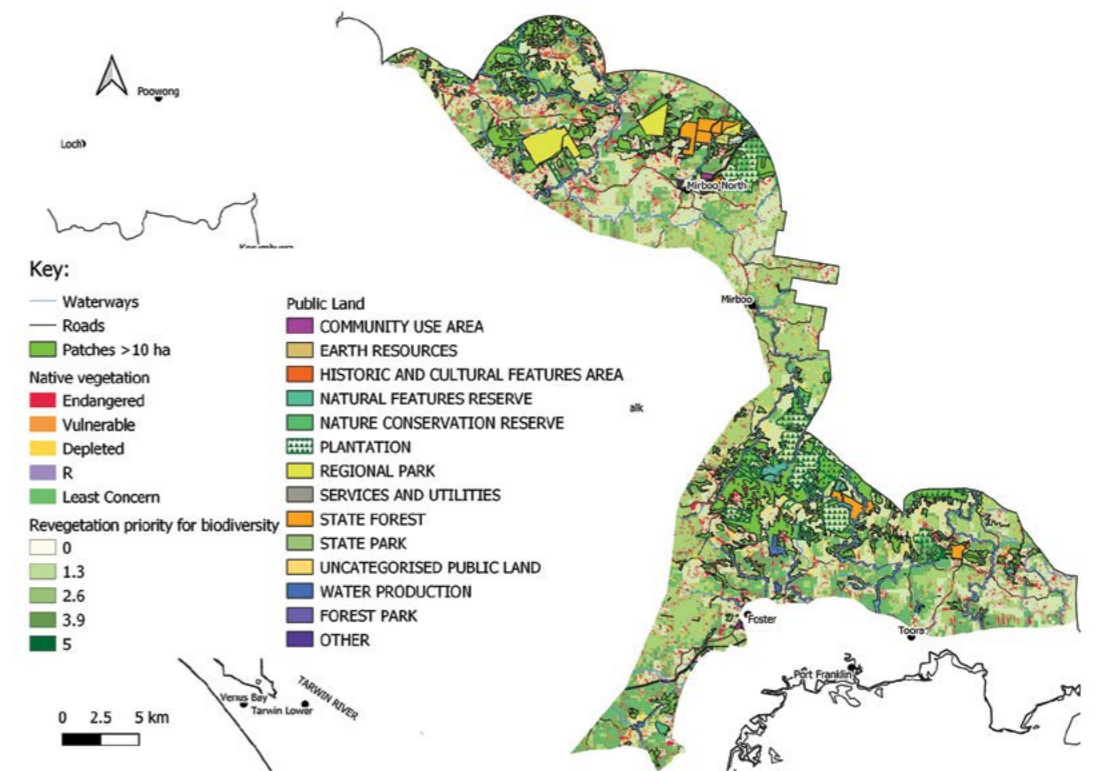 Poowong
Loch
Mirboo North
Key:
Waterways
Roads
Patches >10 ha
Native vegetation
Endangered
Vulnerable
Depleted
R
Least Concern
Revegetation priority for biodiversity
0
1.3
2.6
3.9
5
Public Land
COMMUNITY USE AREA
EARTH RESOURCES
HISTORIC AND CULTURAL FEATURES AREA
NATURAL FEATURES RESERVE
NATURE CONSERVATION RESERVE
PLANTATION
REGIONAL PARK
SERVICES AND UTILITIES
STATE FOREST
STATE PARK
UNCATEGORISED PUBLIC LAND
WATER PRODUCTION
FOREST PARK
OTHER
Mirboo
alk
Foster
Toora
Port Franklin
Venus Bay
Tarwin Lower
TARWIN RIVER
0 2.5 5 km